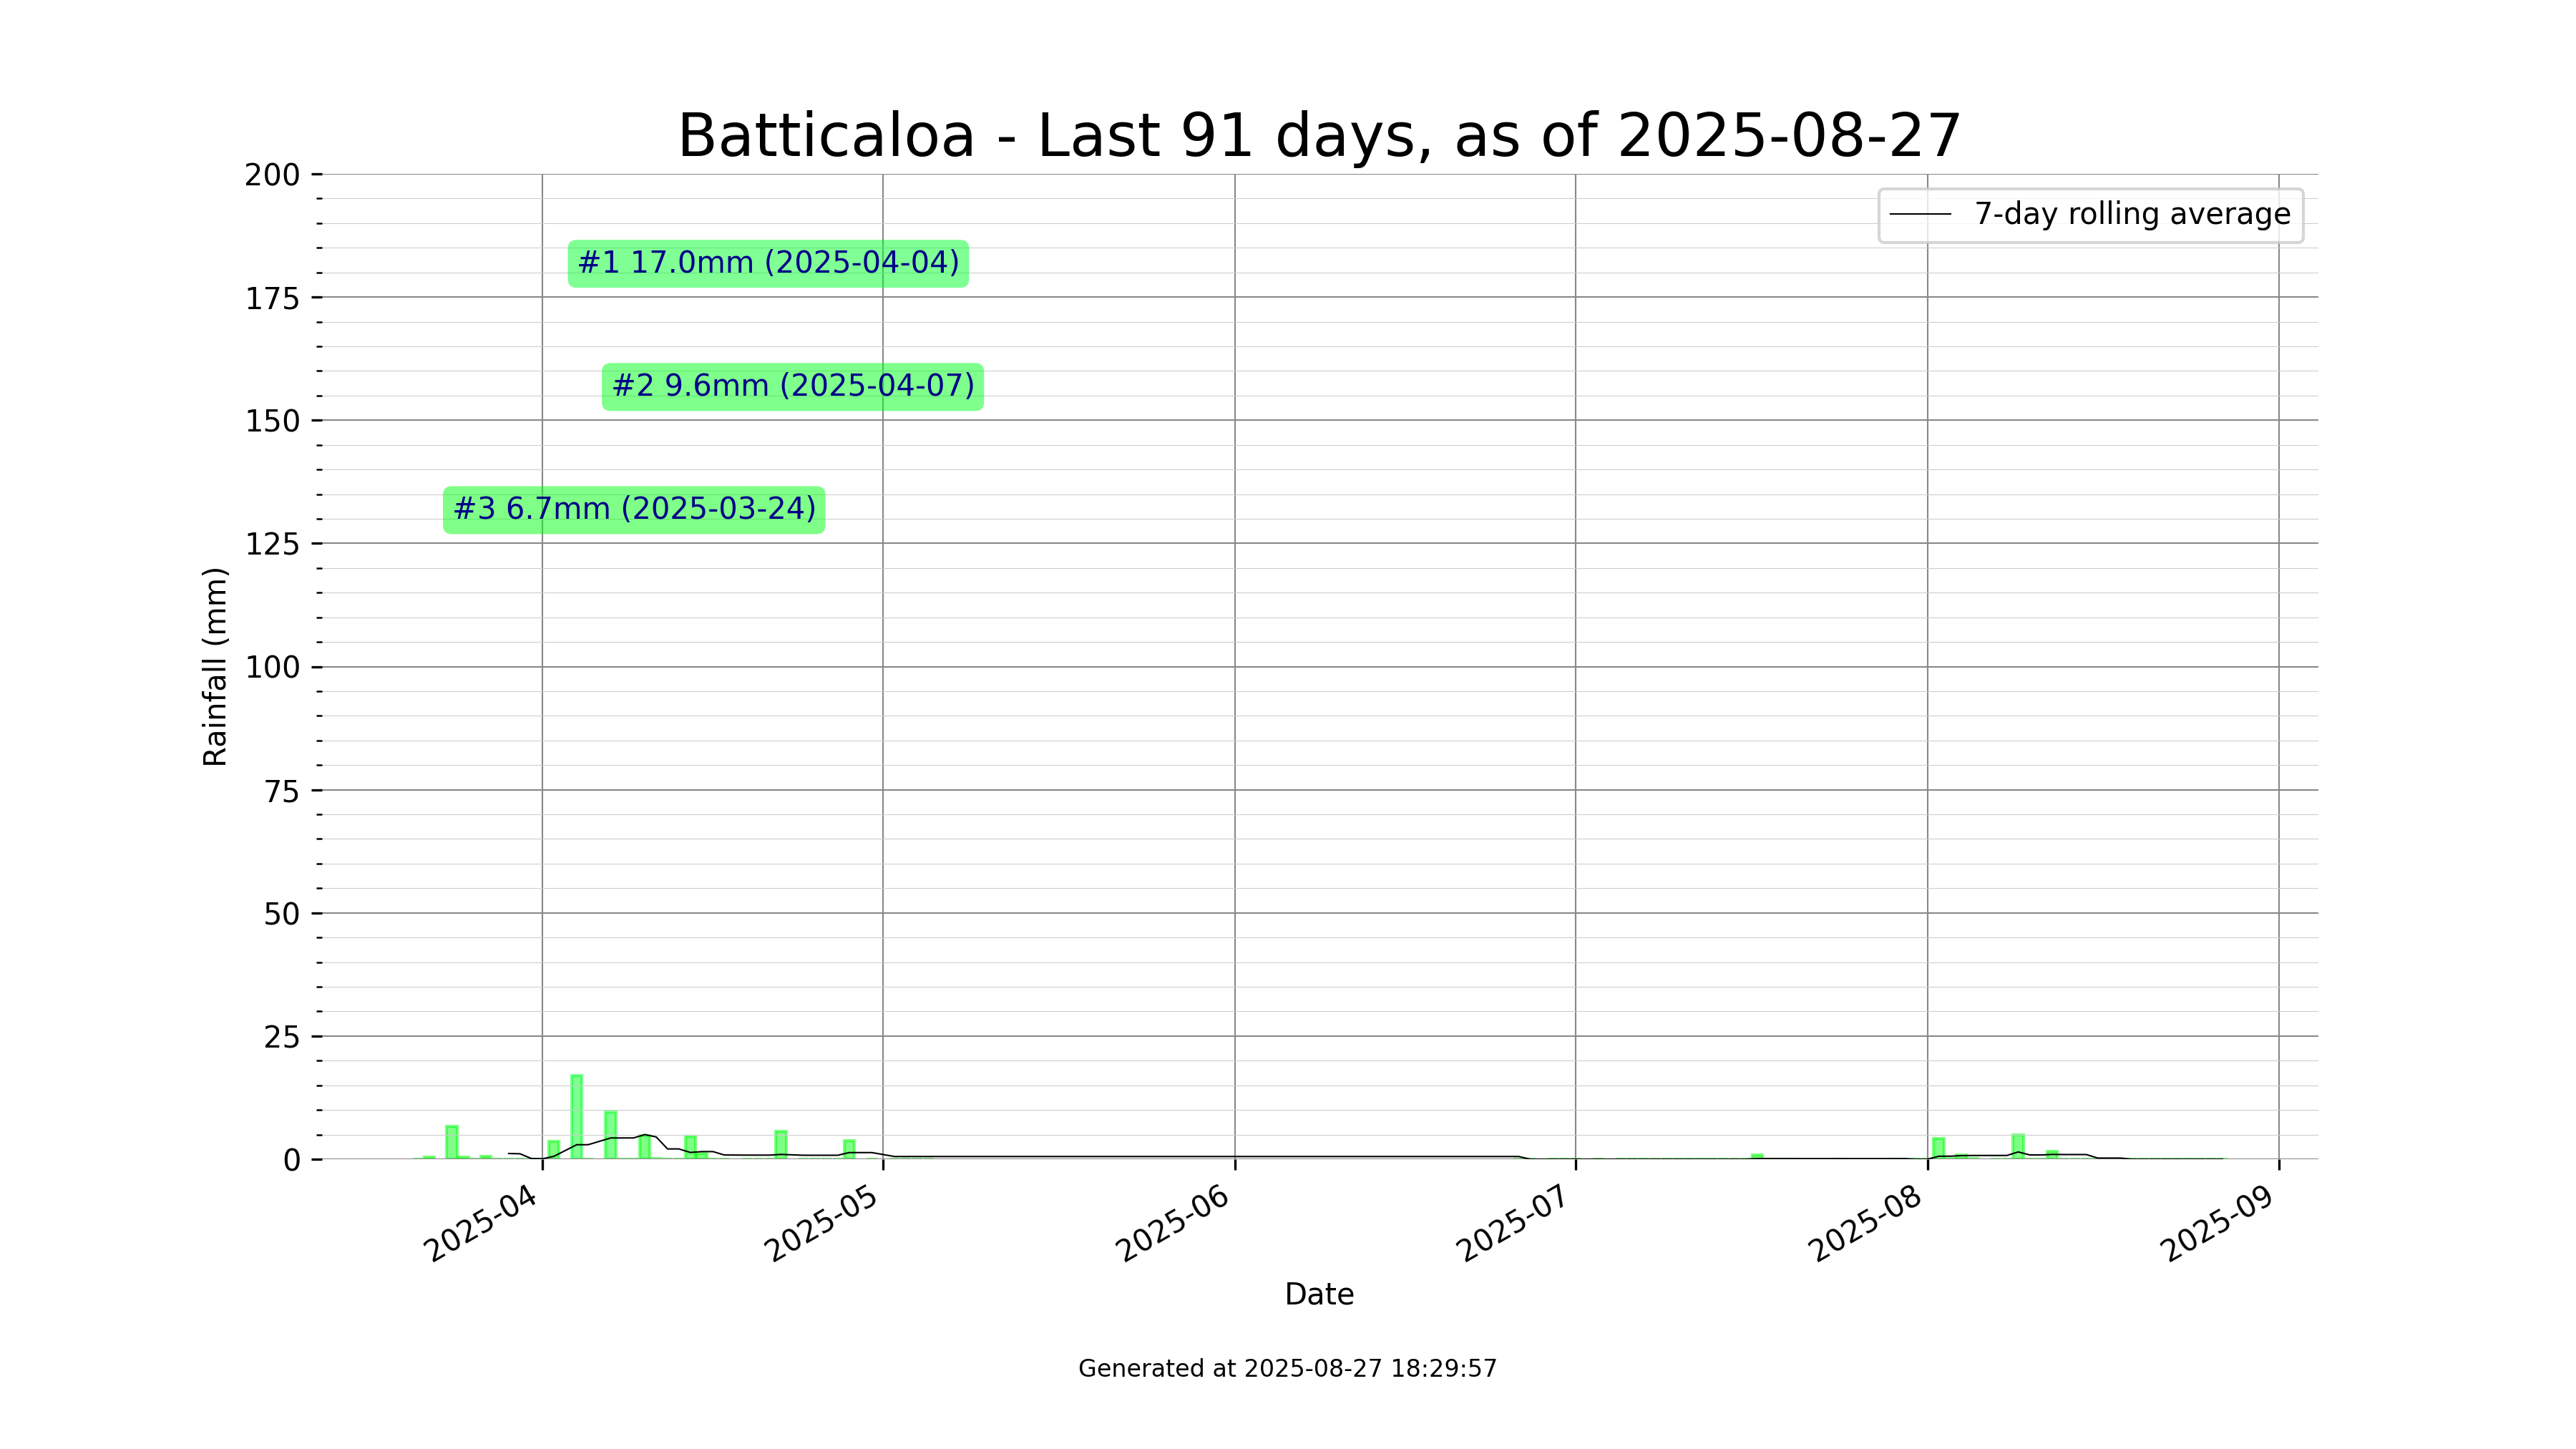 Batticaloa - Last 91 days, as of 2025-08-27
200
175
150
125
100
75
50
25
0
Rainfall (mm)
7-day rolling average
#1 17.0mm (2025-04-04)
#2 9.6mm (2025-04-07)
#3 6.7mm (2025-03-24)
2025-04
2025-05
2025-06
2025-07
2025-08
2025-09
Date
Generated at 2025-08-27 18:29:57